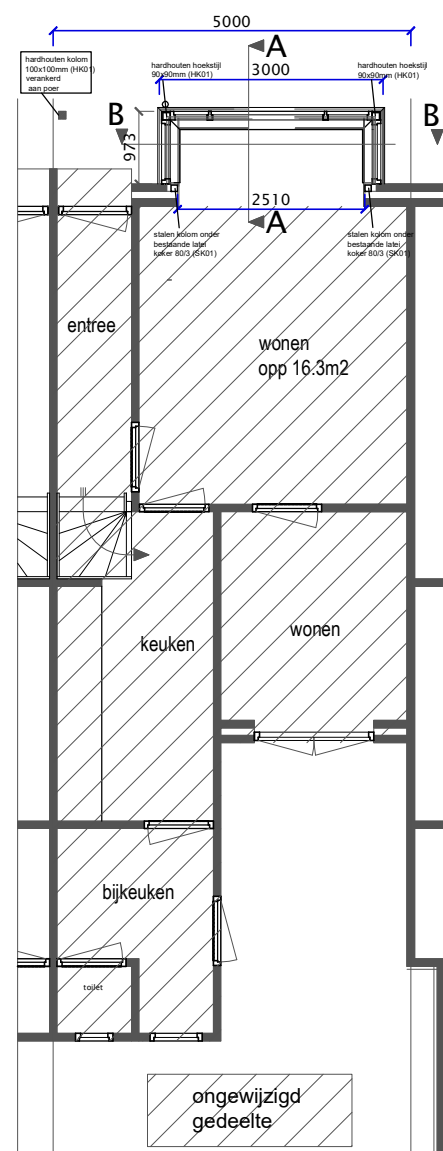 5000
A
hardhouten kolom
100x100mm (HK01)
verankerd
aan poer
hardhouten hoekstijl
90x90mm (HK01)
3000
hardhouten hoekstijl
90x90mm (HK01)
B
B
973
2510
A
stalen kolom onder
bestaande latei
koker 80/3 (SK01)
stalen kolom onder
bestaande latei
koker 80/3 (SK01)
entree
wonen
opp 16.3m2
keuken
wonen
bijkeuken
toilet
ongewijzigd
gedeelte